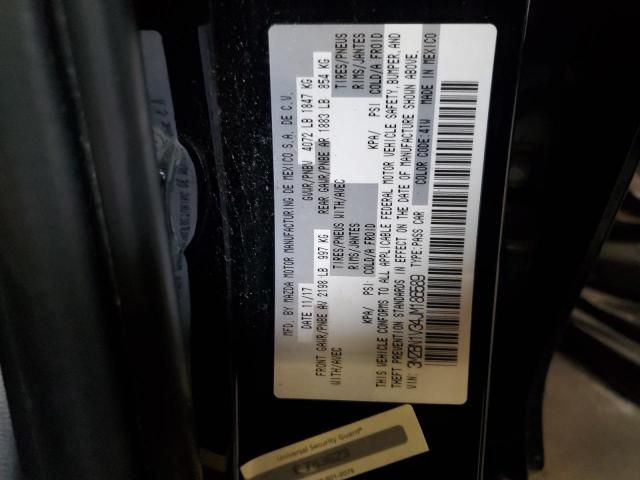 MFD. BY MAZDA MOTOR MANUFACTURING DE MEXICO S.A. DE C.V.
DATE 11/17 GVWR/PNBV 4072 LB 1847 KG
FRONT GAWR/PNBE AV 2198 LB 997 KG REAR GAWR/PNBE AR 1883 LB 854 KG
WITH/AVEC TIRES/PNEUS WITH/AVEC TIRES/PNEUS
RIMS/JANTES RIMS/JANTES
KPA/ PSI/ COLD/A FROID KPA/ PSI COLD/A FROID
THIS VEHICLE CONFORMS TO ALL APPLICABLE FEDERAL MOTOR VEHICLE SAFETY, BUMPER, AND
THEFT PREVENTION STANDARDS IN EFFECT ON THE DATE OF MANUFACTURE SHOWN ABOVE.
VIN: 3MZBN1V34JM186589 TYPE: PASS CAR COLOR CODE: 41W MADE IN MEXICO
Universal Security Guard